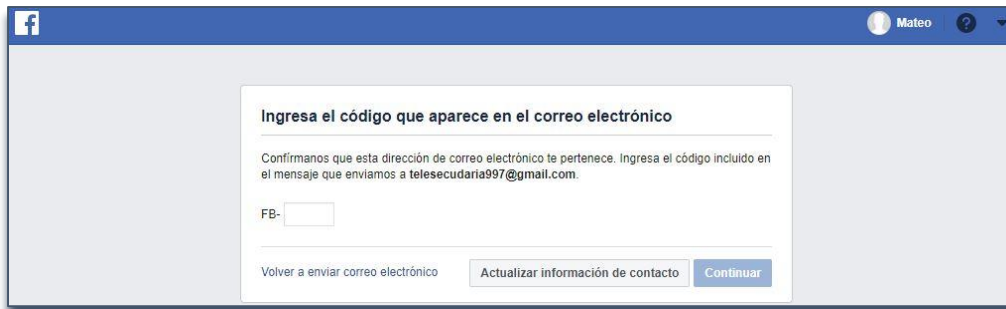 f
Mateo
?
Ingresa el código que aparece en el correo electrónico
Confírmanos que esta dirección de correo electrónico te pertenece. Ingresa el código incluido en
el mensaje que enviamos a telesecudaria997@gmail.com.
FB-
Volver a enviar correo electrónico
Actualizar información de contacto
Continuar